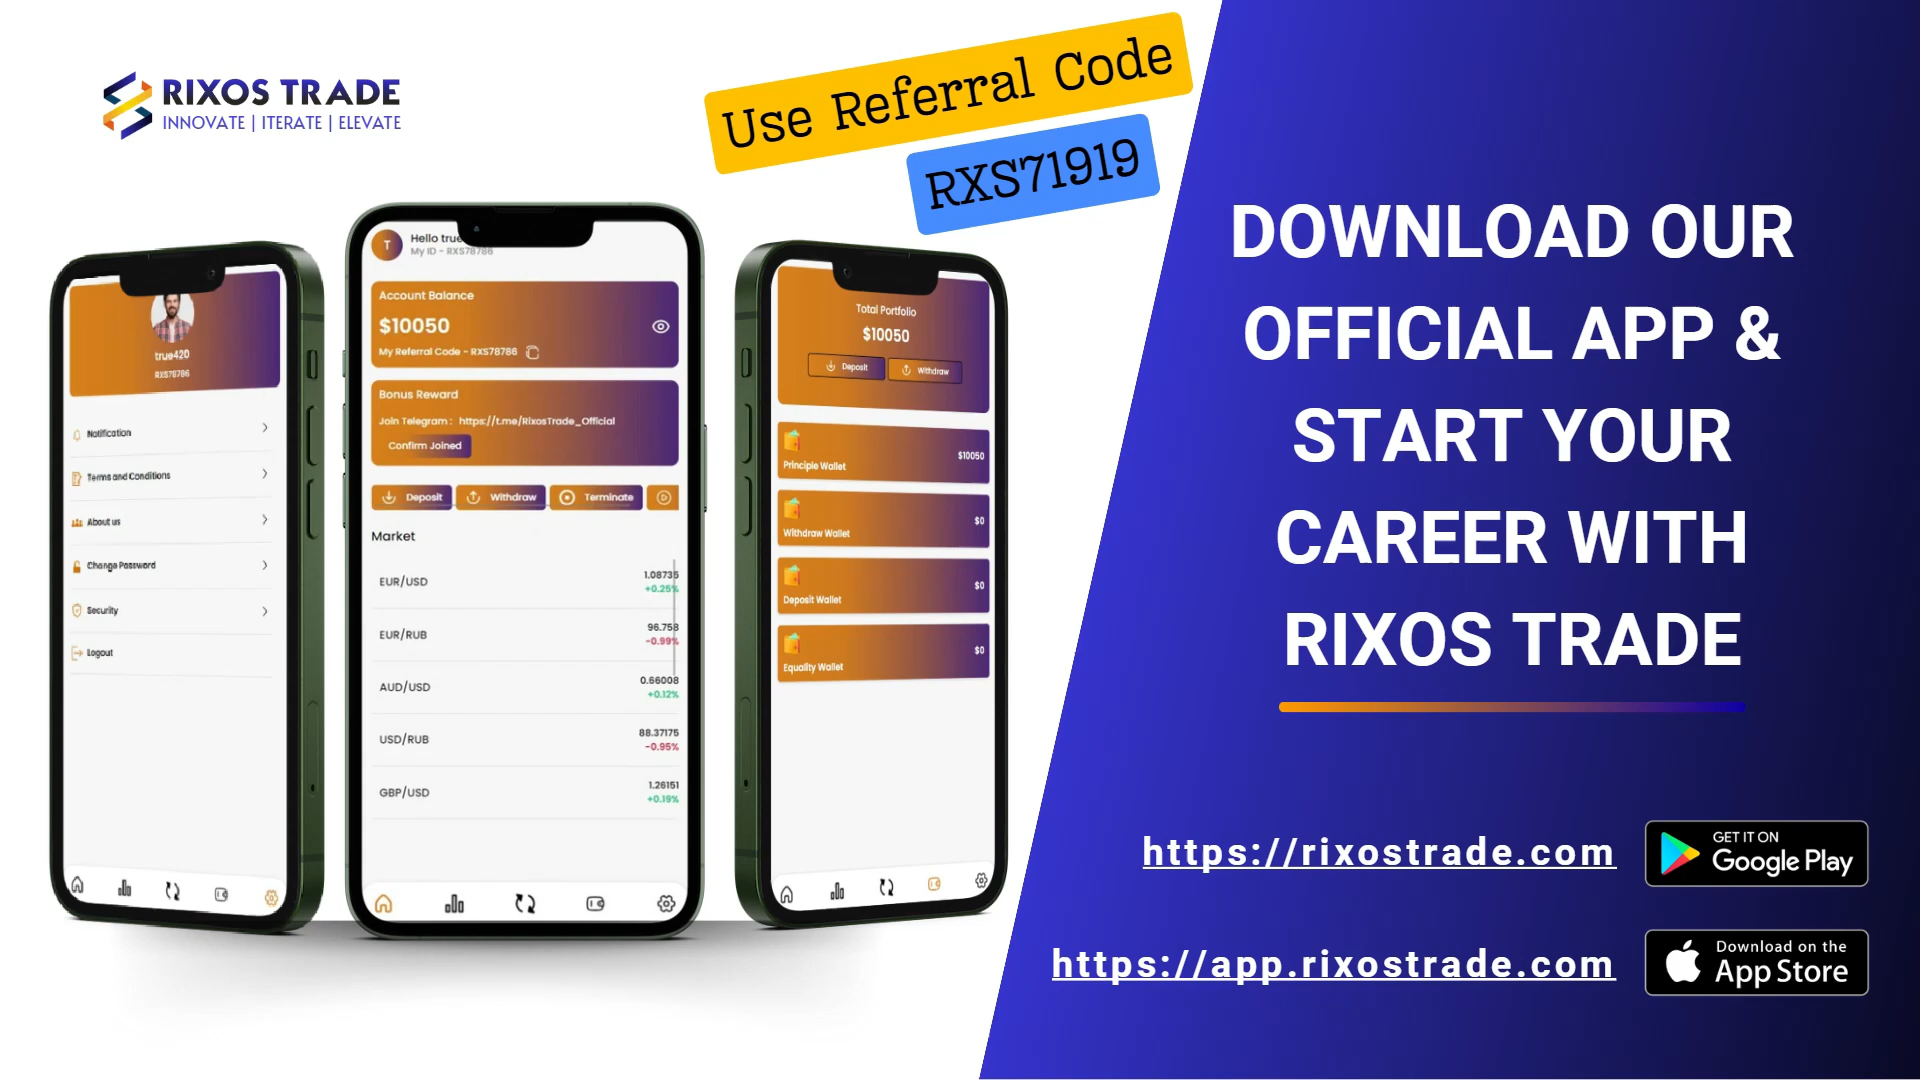 RIXOS TRADE
INNOVATE | ITERATE | ELEVATE
Use Referral Code
RXS71919
true420
RXS78786
Notification
Terms and Conditions
About us
Change Password
Security
Logout
Hello true
My ID - RXS78786
Account Balance
$10050
My Referral Code - RXS78786
Bonus Reward
Join Telegram : https://t.me/RixosTrade_Official
Confirm Joined
Deposit
Withdraw
Terminate
Market
EUR/USD
1.08735
+0.25%
EUR/RUB
96.758
-0.99%
AUD/USD
0.66008
+0.12%
USD/RUB
88.37175
-0.95%
GBP/USD
1.26151
+0.19%
Total Portfolio
$10050
Deposit
Withdraw
Principle Wallet
$10050
Withdraw Wallet
$0
Deposit Wallet
$0
Equality Wallet
$0
DOWNLOAD OUR
OFFICIAL APP &
START YOUR
CAREER WITH
RIXOS TRADE
https://rixostrade.com
GET IT ON
Google Play
https://app.rixostrade.com
Download on the
App Store